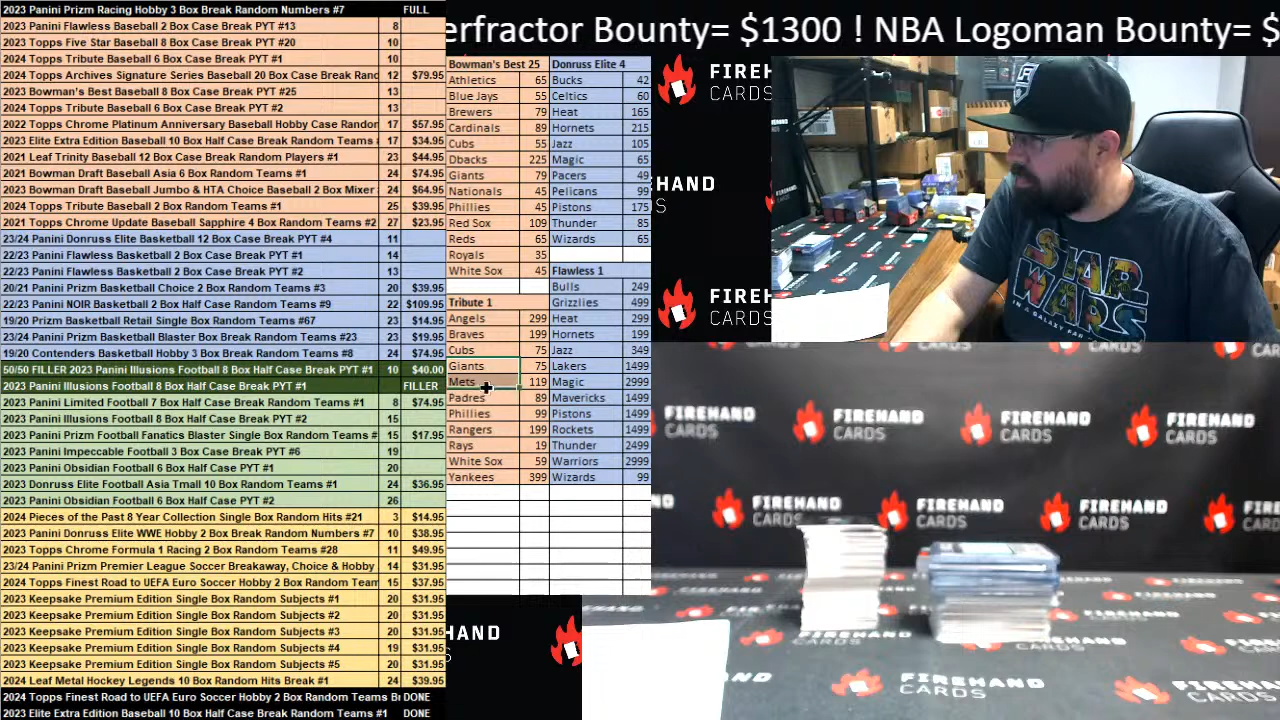 erfractor Bounty= $1300 ! NBA Logoman Bounty= $
2023 Panini Prizm Racing Hobby 3 Box Break Random Numbers #7 FULL
2023 Panini Flawless Baseball 2 Box Case Break PYT #13 8
2023 Topps Five Star Baseball 8 Box Case Break PYT #20 10
2024 Topps Tribute Baseball 6 Box Case Break PYT #1 10
2024 Topps Archives Signature Series Baseball 20 Box Case Break Ranc 12 $79.95
2023 Bowman's Best Baseball 8 Box Case Break PYT #25 13
2024 Topps Tribute Baseball 6 Box Case Break PYT #2 13
2022 Topps Chrome Platinum Anniversary Baseball Hobby Case Randor 17 $57.95
2023 Elite Extra Edition Baseball 10 Box Half Case Break Random Teams 17 $34.95
2021 Leaf Trinity Baseball 12 Box Case Break Random Players #1 23 $44.95
2021 Bowman Draft Baseball Asia 6 Box Random Teams #1 24 $74.95
2023 Bowman Draft Baseball Jumbo & HTA Choice Baseball 2 Box Mixer 24 $64.95
2024 Topps Tribute Baseball 2 Box Random Teams #1 25 $39.95
2021 Topps Chrome Update Baseball Sapphire 4 Box Random Teams #2 27 $23.95
23/24 Panini Donruss Elite Basketball 12 Box Case Break PYT #4 11
22/23 Panini Flawless Basketball 2 Box Case Break PYT #1 14
22/23 Panini Flawless Basketball 2 Box Case Break PYT #2 13
20/21 Panini Prizm Basketball Choice 2 Box Random Teams #3 20 $39.95
22/23 Panini NOIR Basketball 2 Box Half Case Random Teams #9 22 $109.95
19/20 Prizm Basketball Retail Single Box Random Teams #67 23 $14.95
23/24 Panini Prizm Basketball Blaster Box Break Random Teams #23 23 $19.95
19/20 Contenders Basketball Hobby 3 Box Break Random Teams #8 24 $74.95
50/50 FILLER 2023 Panini Illusions Football 8 Box Half Case Break PYT #1 10 $40.00
2023 Panini Illusions Football 8 Box Half Case Break PYT #1 FILLER
2023 Panini Limited Football 7 Box Half Case Break Random Teams #1 8 $74.95
2023 Panini Illusions Football 8 Box Half Case Break PYT #2 15
2023 Panini Prizm Football Fanatics Blaster Single Box Random Teams # 15 $17.95
2023 Panini Impeccable Football 3 Box Case Break PYT #6 19
2023 Panini Obsidian Football 6 Box Half Case PYT #1 20
2023 Donruss Elite Football Asia Tmall 10 Box Random Teams #1 24 $36.95
2023 Panini Obsidian Football 6 Box Half Case PYT #2 26
2024 Pieces of the Past 8 Year Collection Single Box Random Hits #21 3 $14.95
2023 Panini Donruss Elite WWE Hobby 2 Box Break Random Numbers #7 10 $38.95
2023 Topps Chrome Formula 1 Racing 2 Box Random Teams #28 11 $49.95
23/24 Panini Prizm Premier League Soccer Breakaway, Choice & Hobby 14 $31.95
2024 Topps Finest Road to UEFA Euro Soccer Hobby 2 Box Random Team 15 $37.95
2023 Keepsake Premium Edition Single Box Random Subjects #1 20 $31.95
2023 Keepsake Premium Edition Single Box Random Subjects #2 20 $31.95
2023 Keepsake Premium Edition Single Box Random Subjects #3 20 $31.95
2023 Keepsake Premium Edition Single Box Random Subjects #4 19 $31.95
2023 Keepsake Premium Edition Single Box Random Subjects #5 20 $31.95
2024 Leaf Metal Hockey Legends 10 Box Random Hits Break #1 24 $39.95
2024 Topps Finest Road to UEFA Euro Soccer Hobby 2 Box Random Teams Br DONE
2023 Elite Extra Edition Baseball 10 Box Half Case Break Random Teams #1 DONE
Bowman's Best 25
Athletics 65
Blue Jays 55
Brewers 79
Cardinals 89
Cubs 55
Dbacks 225
Giants 79
Nationals 45
Phillies 45
Red Sox 109
Reds 65
Royals 35
White Sox 45
Tribute 1
Angels 299
Braves 199
Cubs 75
Giants 75
Mets 119
Padres 89
Phillies 99
Rangers 199
Rays 19
White Sox 59
Yankees 399
Donruss Elite 4
Bucks 42
Celtics 60
Heat 165
Hornets 215
Jazz 105
Magic 65
Pacers 49
Pelicans 99
Pistons 175
Thunder 85
Wizards 65
Flawless 1
Bulls 249
Grizzlies 499
Heat 299
Hornets 199
Jazz 349
Lakers 1499
Magic 2999
Mavericks 1499
Pistons 1499
Rockets 1499
Thunder 2499
Warriors 2999
Wizards 99
FIREH
CARDS
HAND
S
FIREH
CARDS
HAND
STAR
WARS
IN A GALAXY FAR
FIREHAND
CARDS
FIREHAND
CARDS
FIREHAND
CARDS
FIREHAND
CARDS
FIREHAND
CARDS
FIREHAND
CARDS